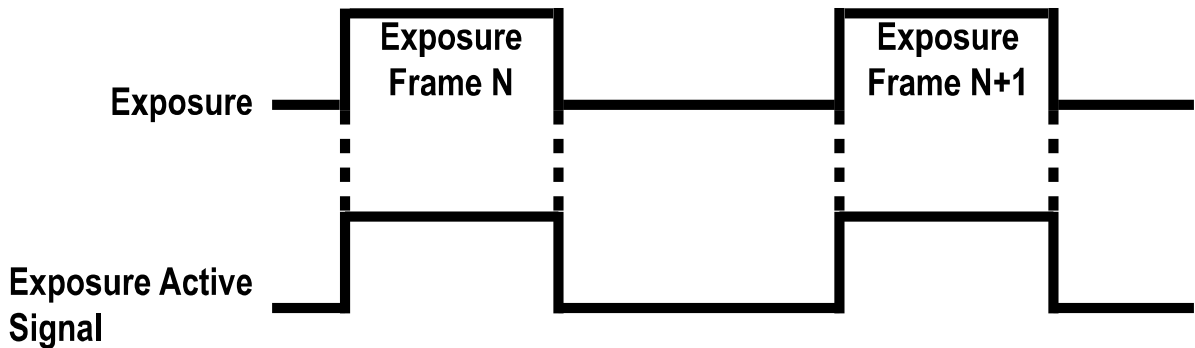 Exposure
Frame N
Exposure
Frame N+1
Exposure
Exposure Active
Signal